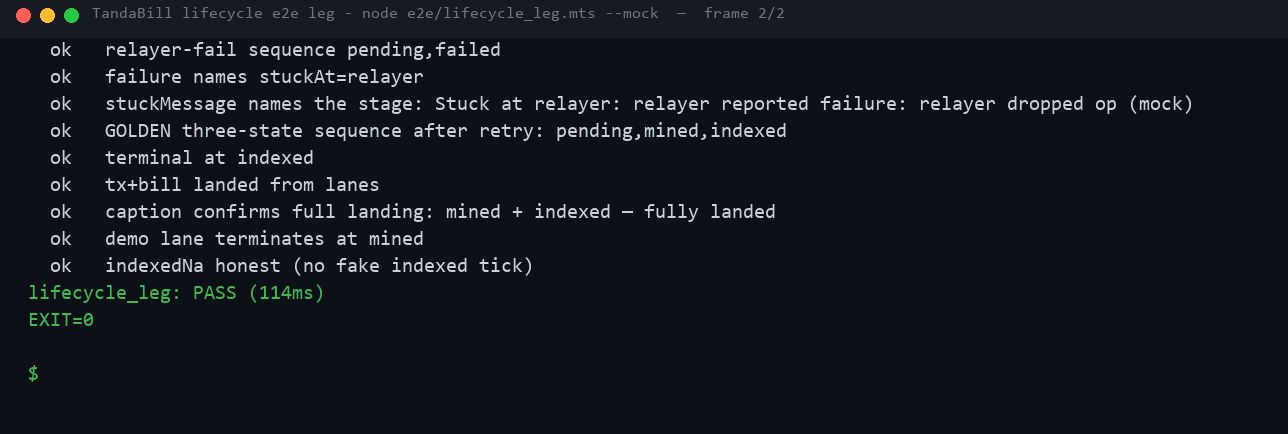 TandaBill lifecycle e2e leg - node e2e/lifecycle_leg.mts --mock — frame 2/2
ok relayer-fail sequence pending,failed
ok failure names stuckAt=relayer
ok stuckMessage names the stage: Stuck at relayer: relayer reported failure: relayer dropped op (mock)
ok GOLDEN three-state sequence after retry: pending,mined,indexed
ok terminal at indexed
ok tx+bill landed from lanes
ok caption confirms full landing: mined + indexed — fully landed
ok demo lane terminates at mined
ok indexedNa honest (no fake indexed tick)
lifecycle_leg: PASS (114ms)
EXIT=0
$